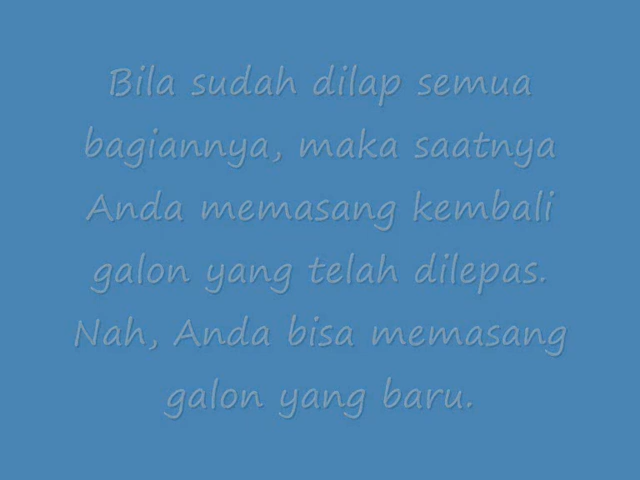 Bila sudah dilap semua
bagiannya, maka saatnya
Anda memasang kembali
galon yang telah dilepas.
Nah, Anda bisa memasang
galon yang baru.